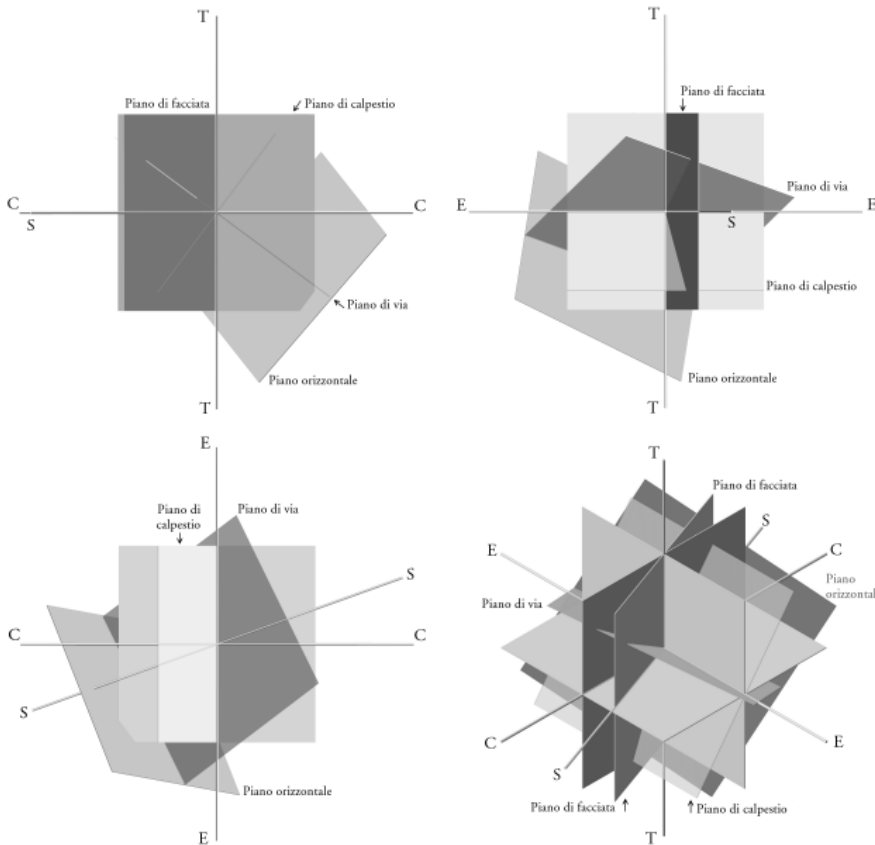 T
Piano di facciata
Piano di calpestio
C
C
S
Piano di via
Piano orizzontale
T
T
Piano di facciata
Piano di via
E
E
S
Piano di calpestio
Piano orizzontale
T
E
Piano di
calpestio
Piano di via
S
C
C
S
Piano orizzontale
E
T
Piano di facciata
S
E
C
Piano
orizzontale
Piano di via
C
E
S
Piano di facciata
Piano di calpestio
T